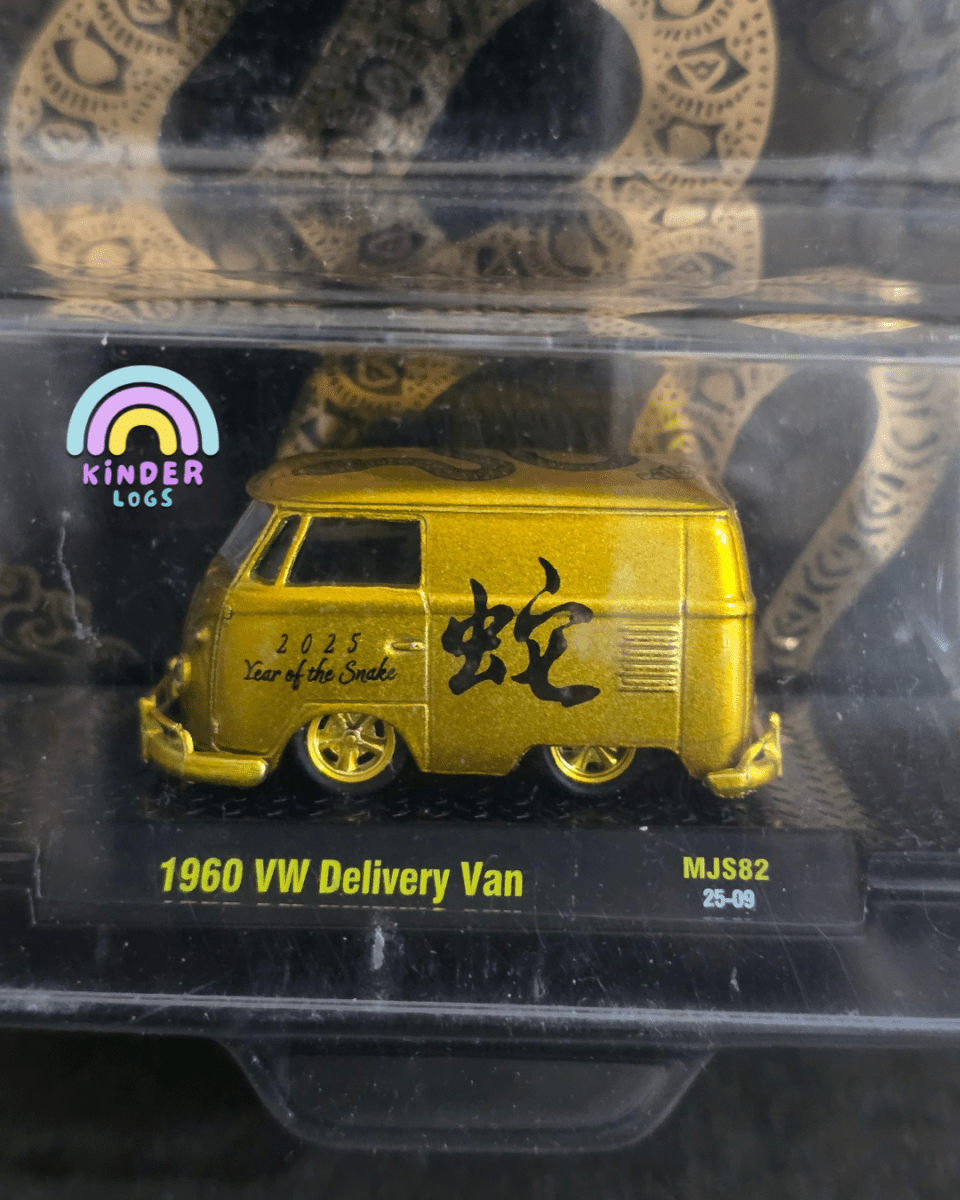 KINDER
LOGS
2025
Year of the Snake
蛇
1960 VW Delivery Van
MJS82
25-09